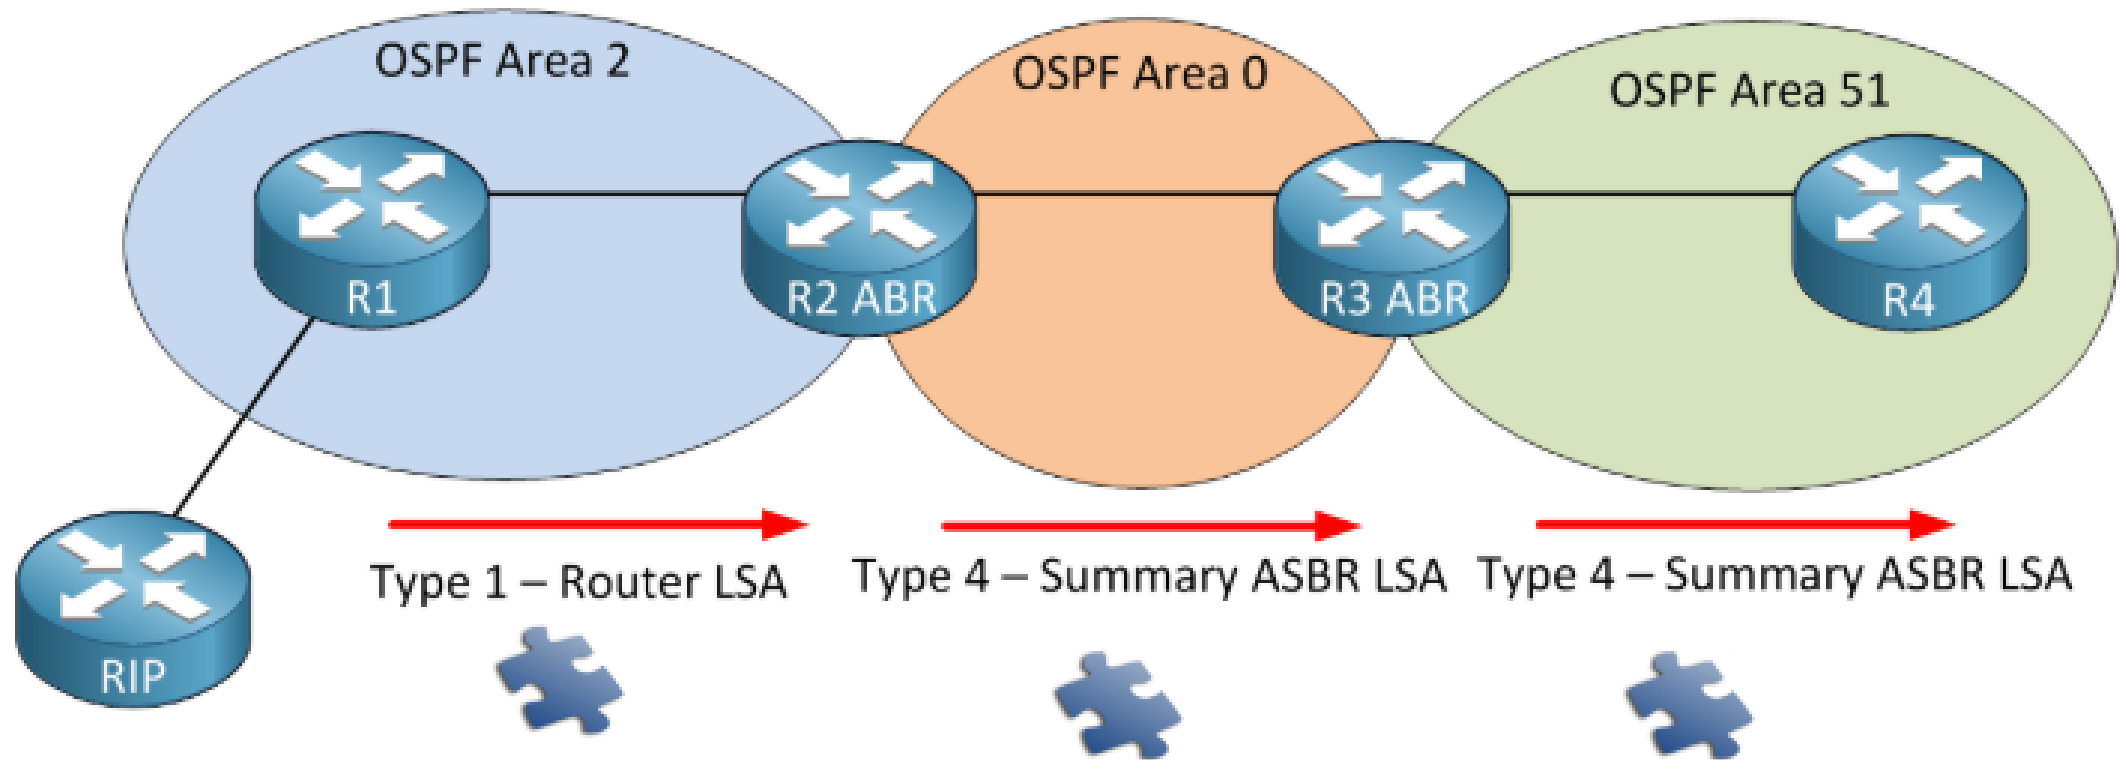 OSPF Area 2
OSPF Area 0
OSPF Area 51
R1
R2 ABR
R3 ABR
R4
RIP
Type 1 – Router LSA
Type 4 – Summary ASBR LSA
Type 4 – Summary ASBR LSA